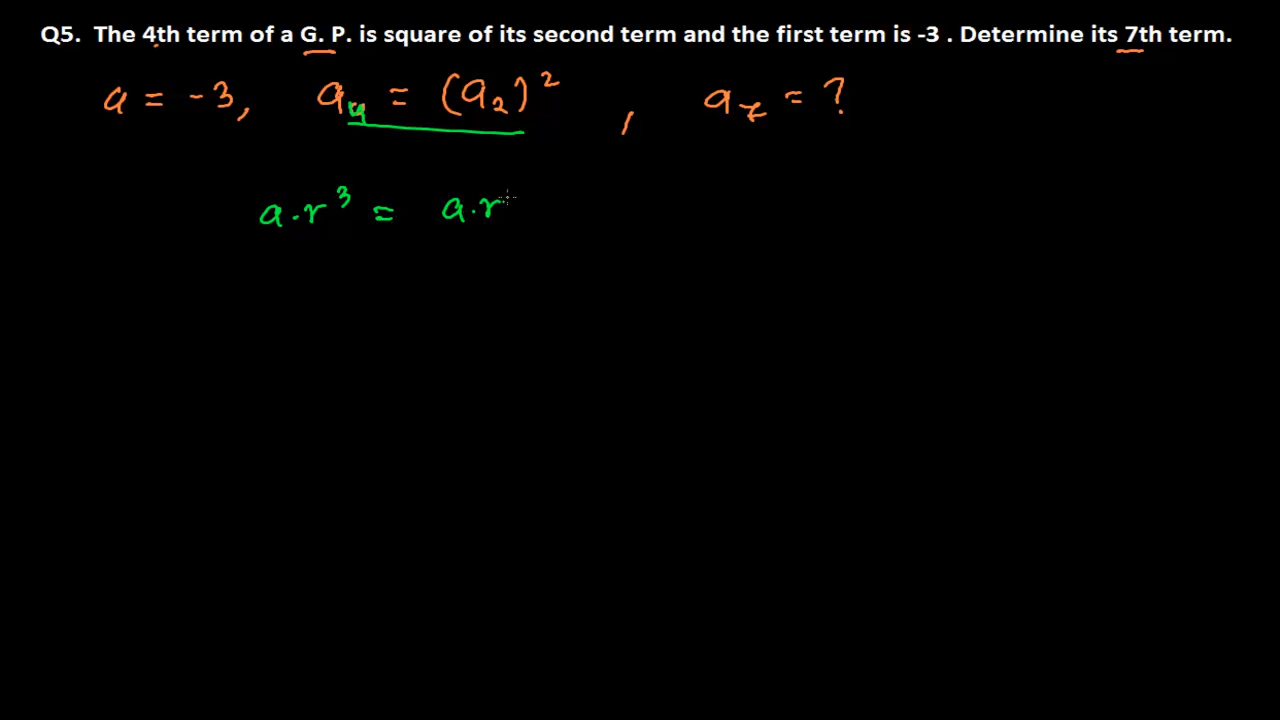 Q5. The 4th term of a G. P. is square of its second term and the first term is -3 . Determine its 7th term.
a = -3, a₄ = (a₂)² , a₇ = ?
a·r³ = a·r